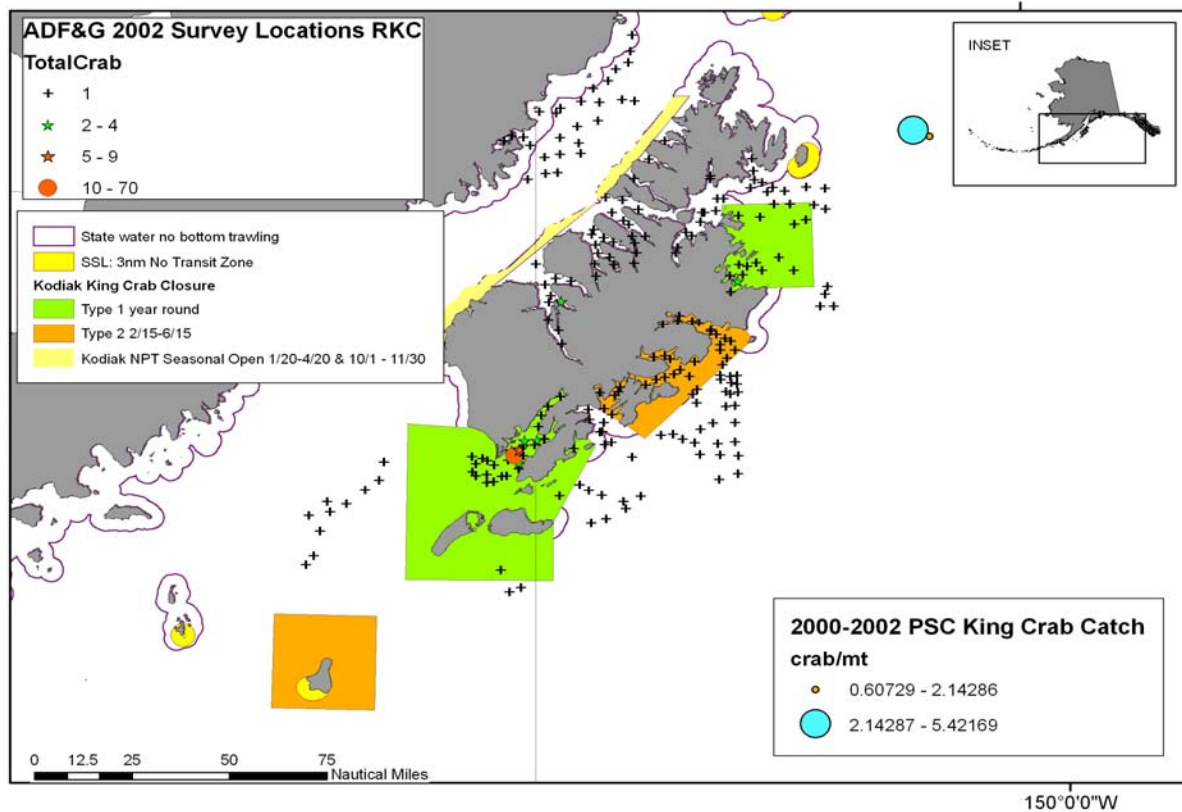 ADF&G 2002 Survey Locations RKC
TotalCrab
1
2 - 4
5 - 9
10 - 70
State water no bottom trawling
SSL: 3nm No Transit Zone
Kodiak King Crab Closure
Type 1 year round
Type 2 2/15-6/15
Kodiak NPT Seasonal Open 1/20-4/20 & 10/1 - 11/30
INSET
2000-2002 PSC King Crab Catch
crab/mt
0.60729 - 2.14286
2.14287 - 5.42169
0 12.5 25 50 75
Nautical Miles
150°0'0"W